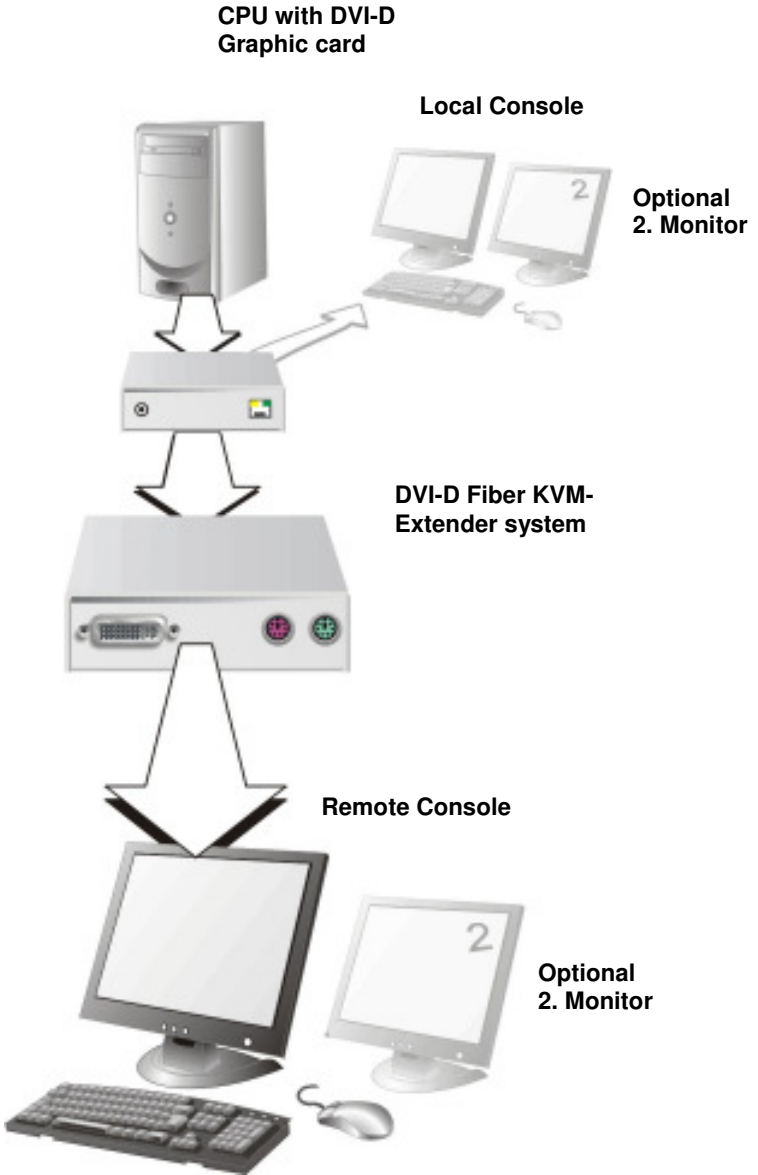 CPU with DVI-D
Graphic card
Local Console
2
Optional
2. Monitor
DVI-D Fiber KVM-
Extender system
Remote Console
2
Optional
2. Monitor